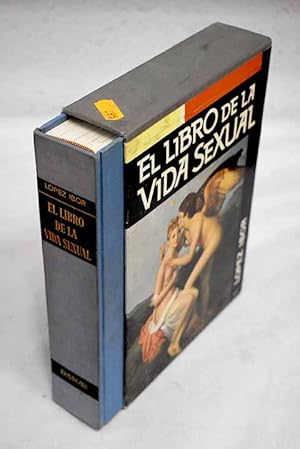 LOPEZ IBOR
EL LIBRO
DE LA
VIDA SEXUAL
DANAE
EL LIBRO DE LA
VIDA SEXUAL
LOPEZ IBOR